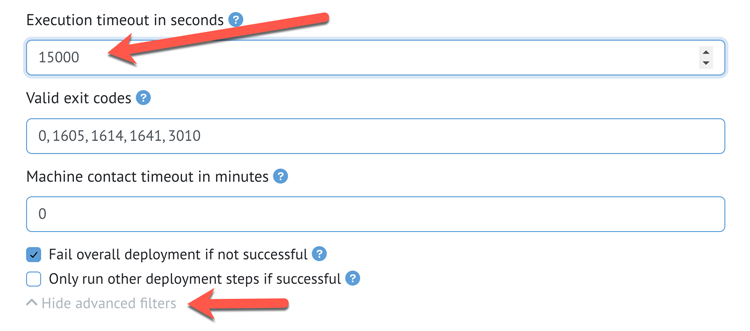 Execution timeout in seconds ?
15000
Valid exit codes ?
0, 1605, 1614, 1641, 3010
Machine contact timeout in minutes ?
0
Fail overall deployment if not successful ?
Only run other deployment steps if successful ?
Hide advanced filters